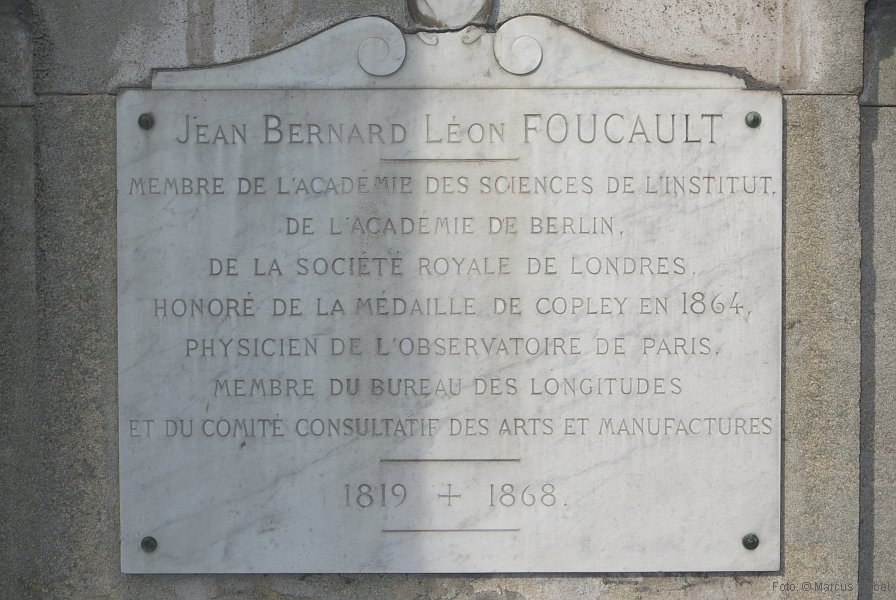 JEAN BERNARD LÉON FOUCAULT
MEMBRE DE L'ACADÉMIE DES SCIENCES DE L'INSTITUT,
DE L'ACADÉMIE DE BERLIN,
DE LA SOCIÉTÉ ROYALE DE LONDRES,
HONORÉ DE LA MÉDAILLE DE COPLEY EN 1864,
PHYSICIEN DE L'OBSERVATOIRE DE PARIS,
MEMBRE DU BUREAU DES LONGITUDES
ET DU COMITÉ CONSULTATIF DES ARTS ET MANUFACTURES
1819 + 1868.
Foto: © Marcus